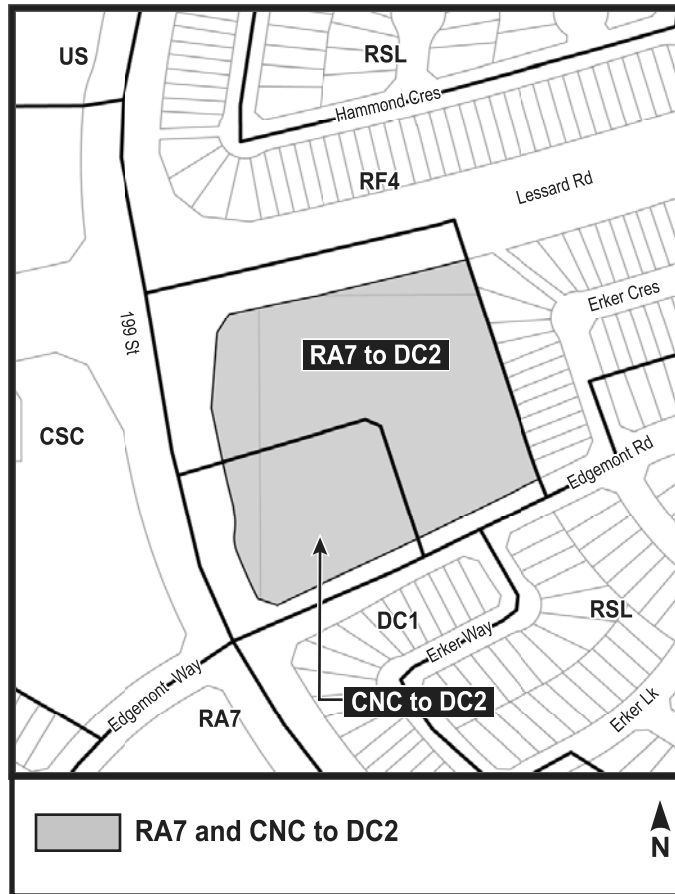 US
RSL
Hammond Cres
RF4
Lessard Rd
Erker Cres
199 St
RA7 to DC2
CSC
Edgemont Rd
DC1
RSL
Erker Way
Edgemont Way
CNC to DC2
RA7
Erker Lk
RA7 and CNC to DC2
N